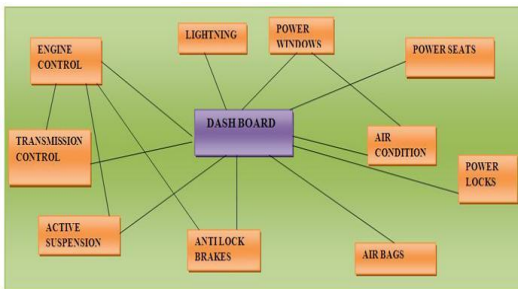 ENGINE
CONTROL
LIGHTNING
POWER
WINDOWS
POWER SEATS
DASH BOARD
TRANSMISSION
CONTROL
AIR
CONDITION
POWER
LOCKS
ACTIVE
SUSPENSION
ANTI LOCK
BRAKES
AIR BAGS